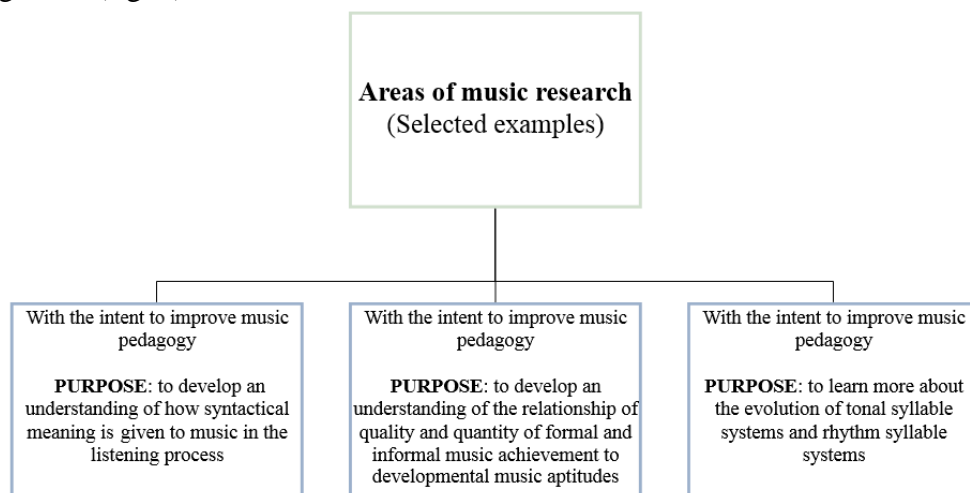 Areas of music research
(Selected examples)
With the intent to improve music
pedagogy
PURPOSE: to develop an
understanding of how syntactical
meaning is given to music in the
listening process
With the intent to improve music
pedagogy
PURPOSE: to develop an
understanding of the relationship of
quality and quantity of formal and
informal music achievement to
developmental music aptitudes
With the intent to improve music
pedagogy
PURPOSE: to learn more about
the evolution of tonal syllable
systems and rhythm syllable
systems